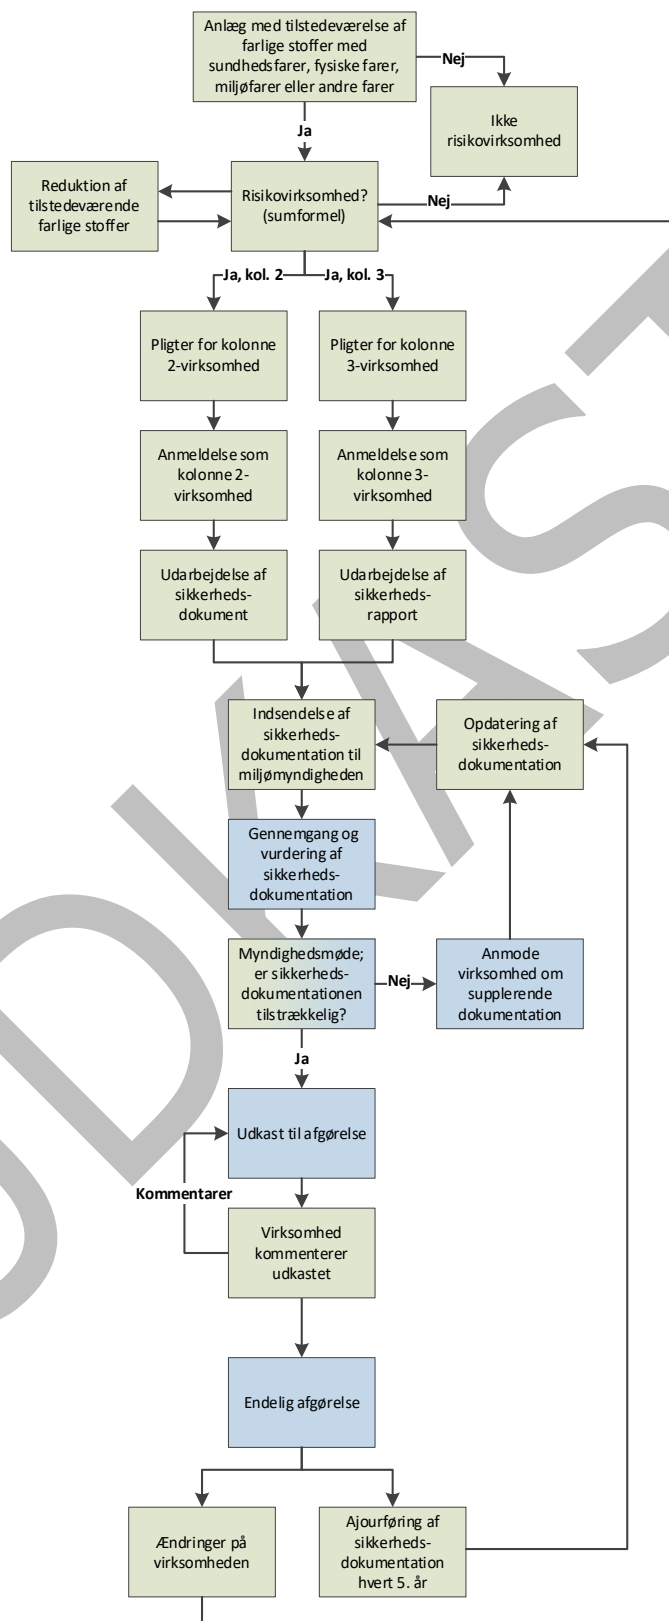 Anlæg med tilstedeværelse af
farlige stoffer med
sundhedsfarer, fysiske farer,
miljøfarer eller andre farer
Nej
Ikke
risikovirksomhed
Ja
Reduktion af
tilstedeværende
farlige stoffer
Risikovirksomhed?
(sumformel)
Nej
Ja, kol. 2
Ja, kol. 3
Pligter for kolonne
2-virksomhed
Pligter for kolonne
3-virksomhed
Anmeldelse som
kolonne 2-
virksomhed
Anmeldelse som
kolonne 3-
virksomhed
Udarbejdelse af
sikkerheds-
dokument
Udarbejdelse af
sikkerheds-
rapport
Indsendelse af
sikkerheds-
dokumentation til
miljømyndigheden
Opdatering af
sikkerheds-
dokumentation
Gennemgang og
vurdering af
sikkerheds-
dokumentation
Myndighedsmøde;
er sikkerheds-
dokumentationen
tilstrækkelig?
Nej
Anmode
virksomhed om
supplerende
dokumentation
Ja
Udkast til afgørelse
Kommentarer
Virksomhed
kommenterer
udkastet
Endelig afgørelse
Ændringer på
virksomheden
Ajourføring af
sikkerheds-
dokumentation
hvert 5. år
UDKAST